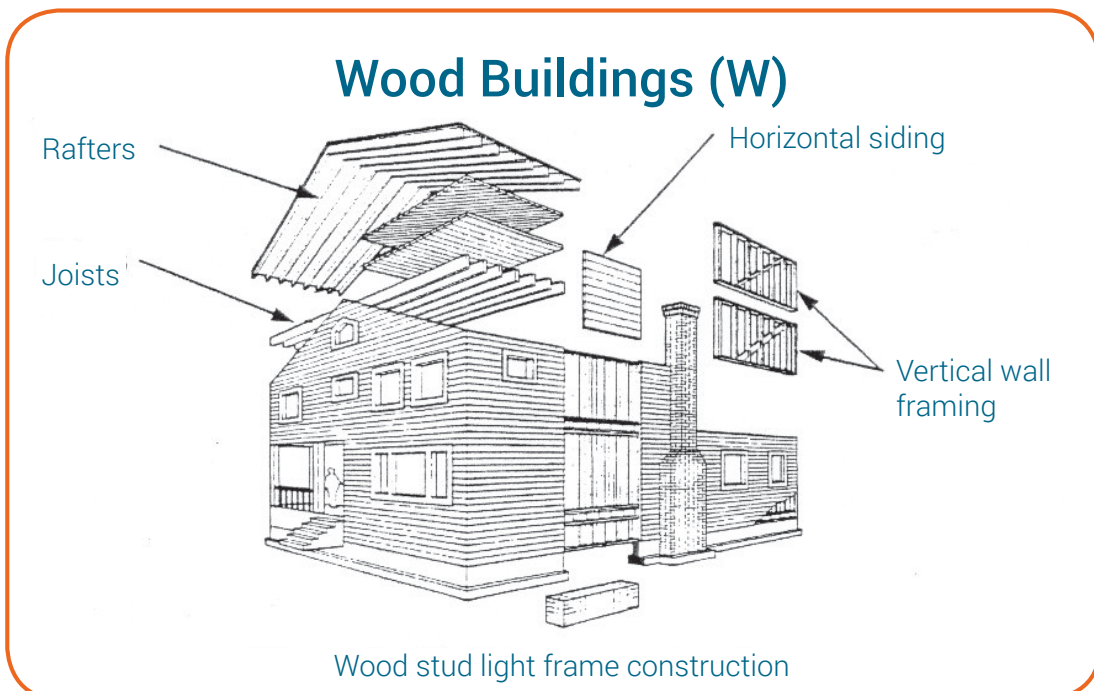 Wood Buildings (W)
Rafters
Horizontal siding
Joists
Vertical wall
framing
Wood stud light frame construction